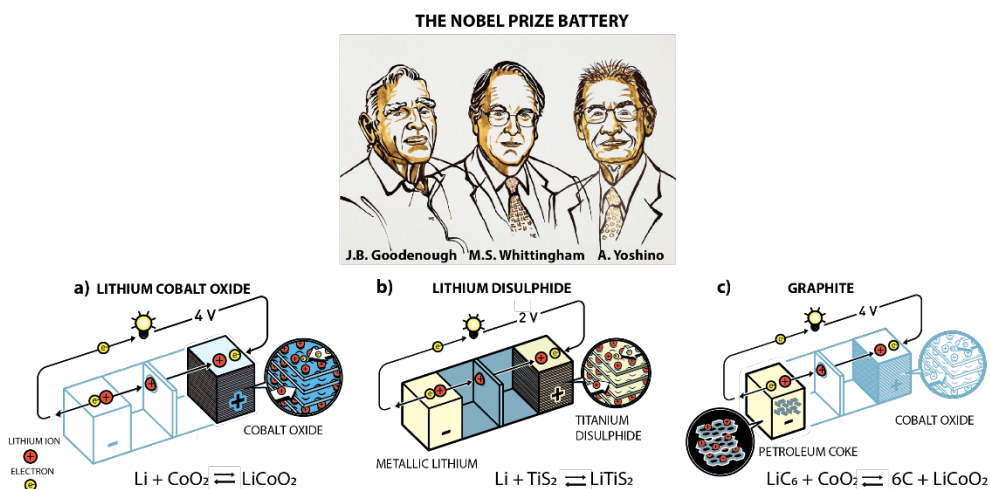 THE NOBEL PRIZE BATTERY
J.B. Goodenough M.S. Whittingham A. Yoshino
a) LITHIUM COBALT OXIDE
4 V
e
+
e
+
+
e
-
+
COBALT OXIDE
LITHIUM ION
+
ELECTRON
e
Li + CoO₂ ⇌ LiCoO₂
b) LITHIUM DISULPHIDE
2 V
e
+
e
+
+
e
-
+
TITANIUM
DISULPHIDE
METALLIC LITHIUM
Li + TiS₂ ⇌ LiTiS₂
c) GRAPHITE
4 V
e
+
e
+
+
e
-
+
COBALT OXIDE
PETROLEUM COKE
LiC₆ + CoO₂ ⇌ 6C + LiCoO₂